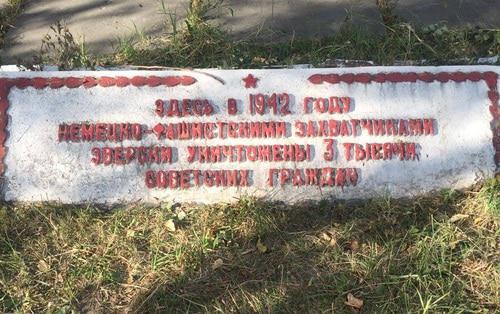 ЗДЕСЬ В 1942 ГОДУ
НЕМЕЦКО-ФАШИСТСКИМИ ЗАХВАТЧИКАМИ
ЗВЕРСКИ УНИЧТОЖЕНЫ 3 ТЫСЯЧИ
СОВЕТСКИХ ГРАЖДАН